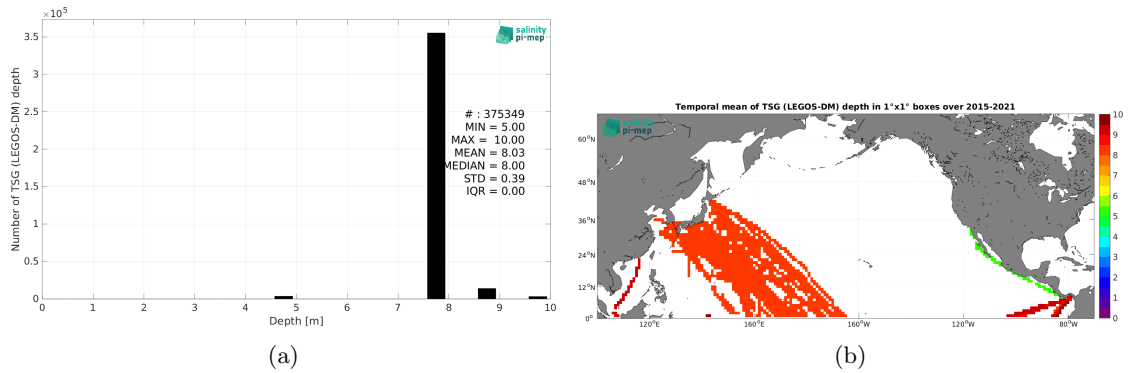 ×10^5
3.5
3
2.5
2
1.5
1
0.5
0
Number of TSG (LEGOS-DM) depth
salinity
pi-mep
# : 375349
MIN = 5.00
MAX = 10.00
MEAN = 8.03
MEDIAN = 8.00
STD = 0.39
IQR = 0.00
0 1 2 3 4 5 6 7 8 9 10
Depth [m]
(a)
Temporal mean of TSG (LEGOS-DM) depth in 1°x1° boxes over 2015-2021
salinity
pi-mep
60°N
48°N
36°N
24°N
12°N
0°
120°E 160°E 160°W 120°W 80°W
10
9
8
7
6
5
4
3
2
1
0
(b)